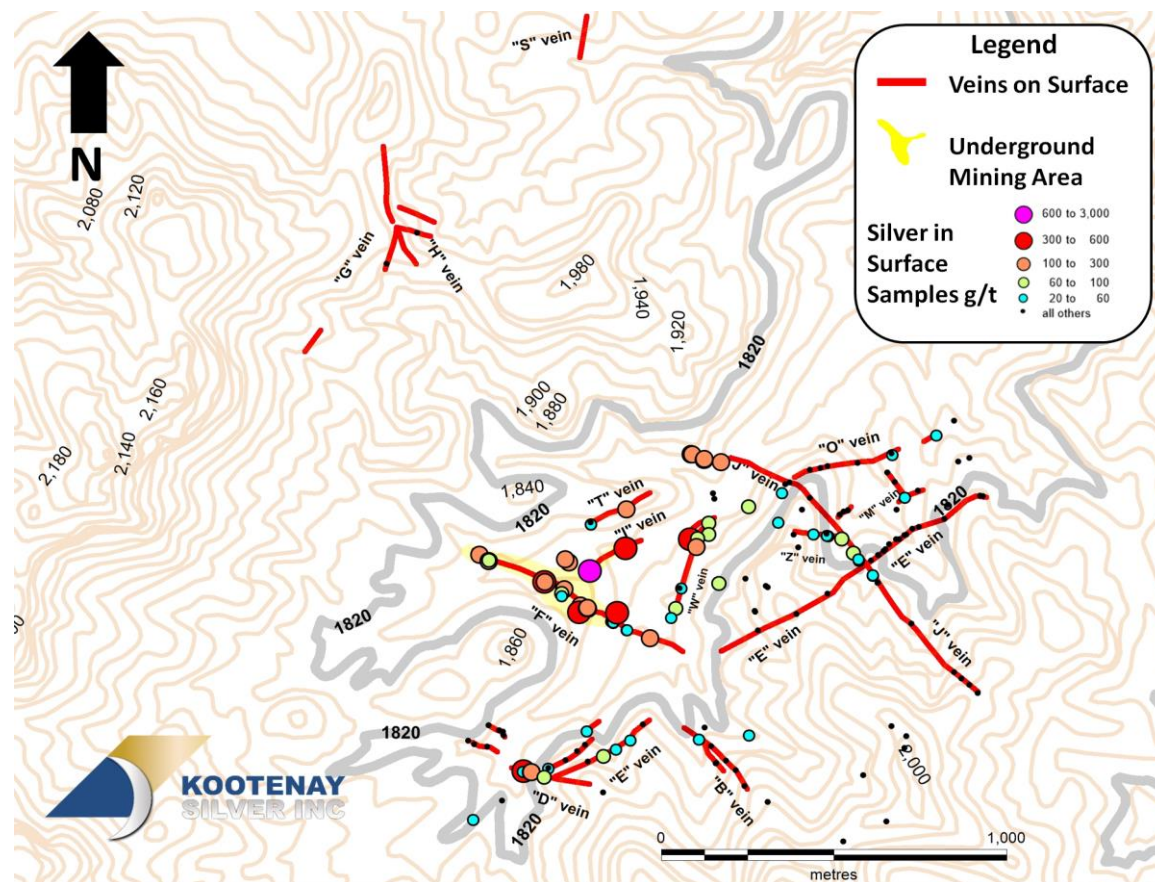 "S" vein
Legend
Veins on Surface
Underground
Mining Area
Silver in
Surface
Samples g/t
600 to 3,000
300 to 600
100 to 300
60 to 100
20 to 60
all others
N
2,080
2,120
"G" vein
"H" vein
1,980
1,940
1,920
1820
2,160
2,140
2,180
1,900
1,880
"O" vein
"J" vein
1,840
1820
"T" vein
"I" vein
"M" vein
1820
"E" vein
"Z" vein
"W" vein
"F" vein
1820
1,860
"E" vein
"J" vein
1820
"E" vein
"D" vein
"B" vein
2,000
1820
KOOTENAY
SILVER INC
0 1,000
metres